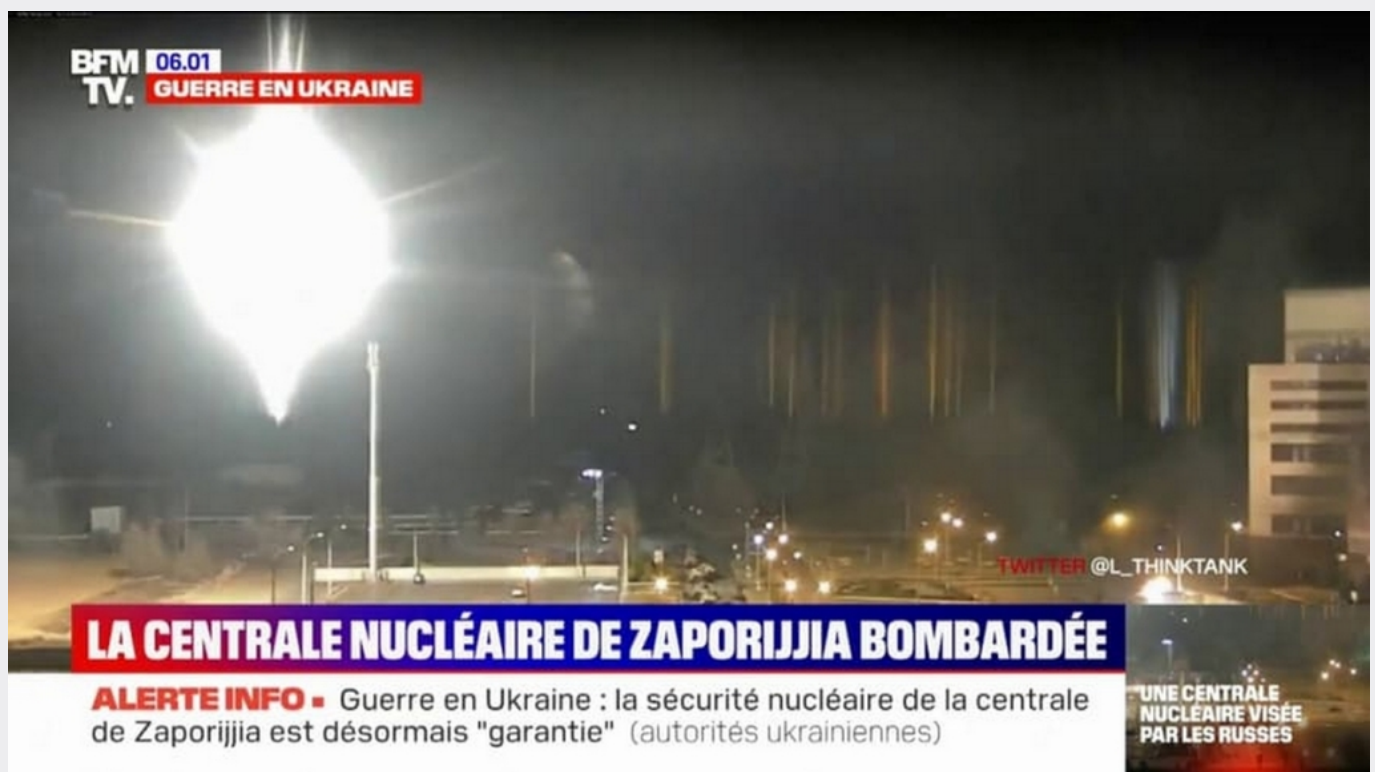 BFM
TV.
06.01
GUERRE EN UKRAINE
TWITTER @L_THINKTANK
LA CENTRALE NUCLÉAIRE DE ZAPORIJJIA BOMBARDÉE
ALERTE INFO ▪ Guerre en Ukraine : la sécurité nucléaire de la centrale
de Zaporijjia est désormais "garantie" (autorités ukrainiennes)
UNE CENTRALE
NUCLÉAIRE VISÉE
PAR LES RUSSES